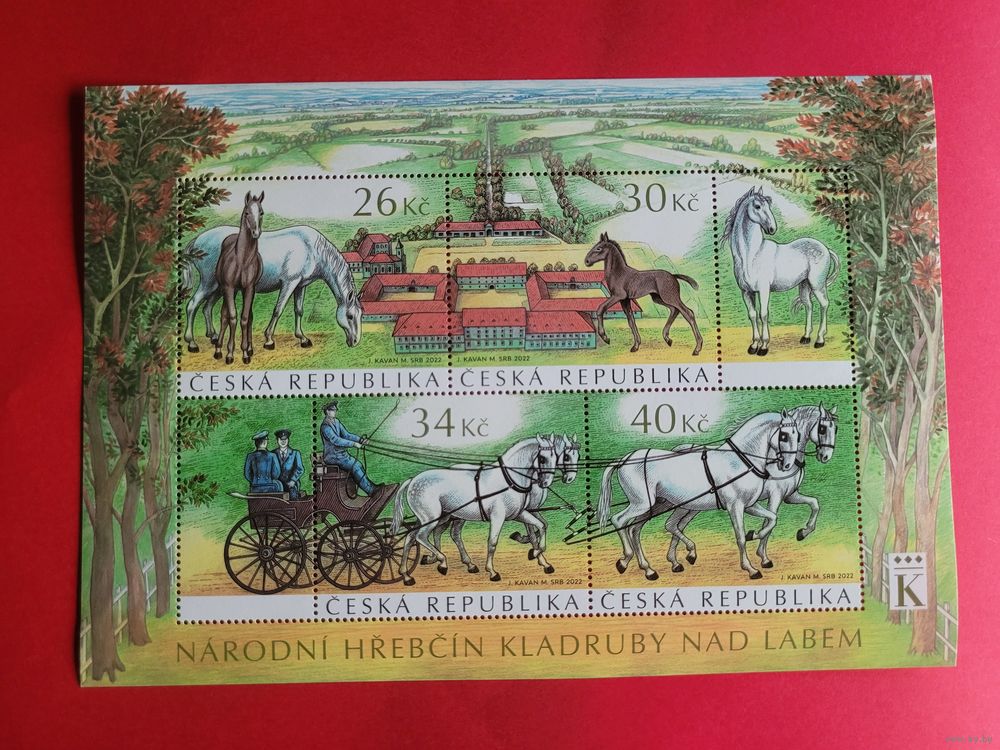 26 Kč
30 Kč
J. KAVAN M. SRB 2022
J. KAVAN M. SRB 2022
ČESKÁ REPUBLIKA
ČESKÁ REPUBLIKA
34 Kč
40 Kč
J. KAVAN M. SRB 2022
J. KAVAN M. SRB 2022
ČESKÁ REPUBLIKA
ČESKÁ REPUBLIKA
K
NÁRODNÍ HŘEBČÍN KLADRUBY NAD LABEM